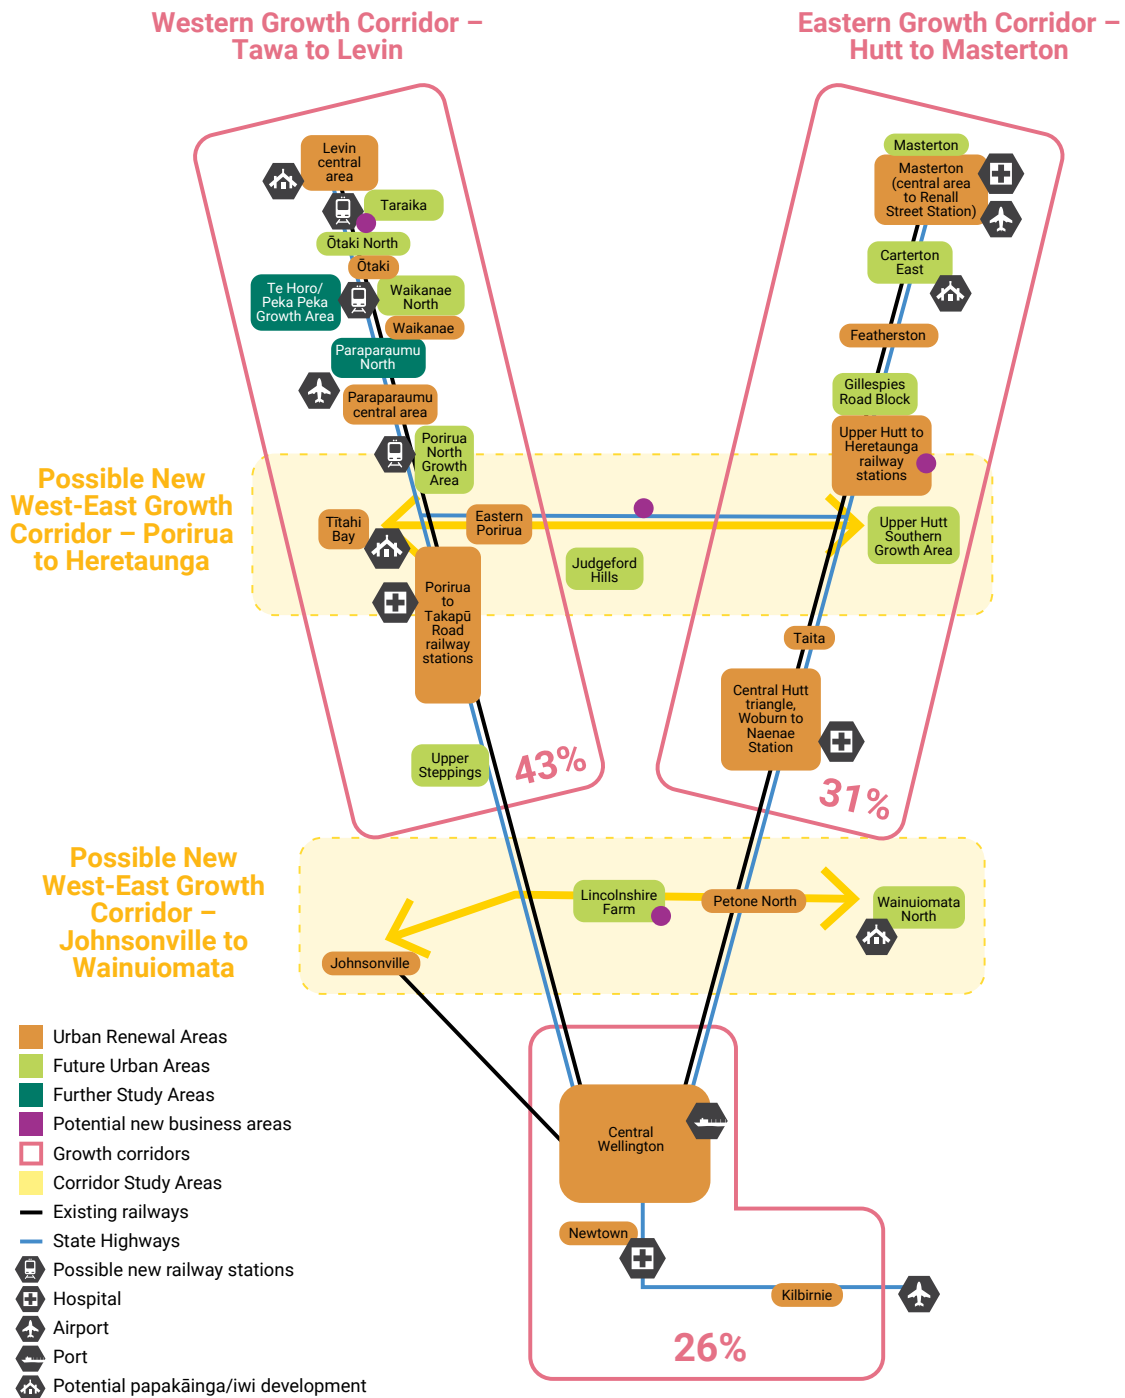 Western Growth Corridor –
Tawa to Levin
Eastern Growth Corridor –
Hutt to Masterton
Levin
central
area
Taraika
Ōtaki North
Ōtaki
Te Horo/
Peka Peka
Growth Area
Waikanae
North
Waikanae
Paraparaumu
North
Paraparaumu
central area
Porirua
North
Growth
Area
Masterton
Masterton
(central area
to Renall
Street Station)
Carterton
East
Featherston
Gillespies
Road Block
Upper Hutt to
Heretaunga
railway
stations
Possible New
West-East Growth
Corridor – Porirua
to Heretaunga
Tītahi
Bay
Eastern
Porirua
Judgeford
Hills
Upper Hutt
Southern
Growth Area
Porirua
to
Takapū
Road
railway
stations
Taita
Central Hutt
triangle,
Woburn to
Naenae
Station
Upper
Steppings
43%
31%
Possible New
West-East Growth
Corridor –
Johnsonville to
Wainuiomata
Lincolnshire
Farm
Petone North
Wainuiomata
North
Johnsonville
Central
Wellington
Newtown
Kilbirnie
26%
Urban Renewal Areas
Future Urban Areas
Further Study Areas
Potential new business areas
Growth corridors
Corridor Study Areas
Existing railways
State Highways
Possible new railway stations
Hospital
Airport
Port
Potential papakāinga/iwi development